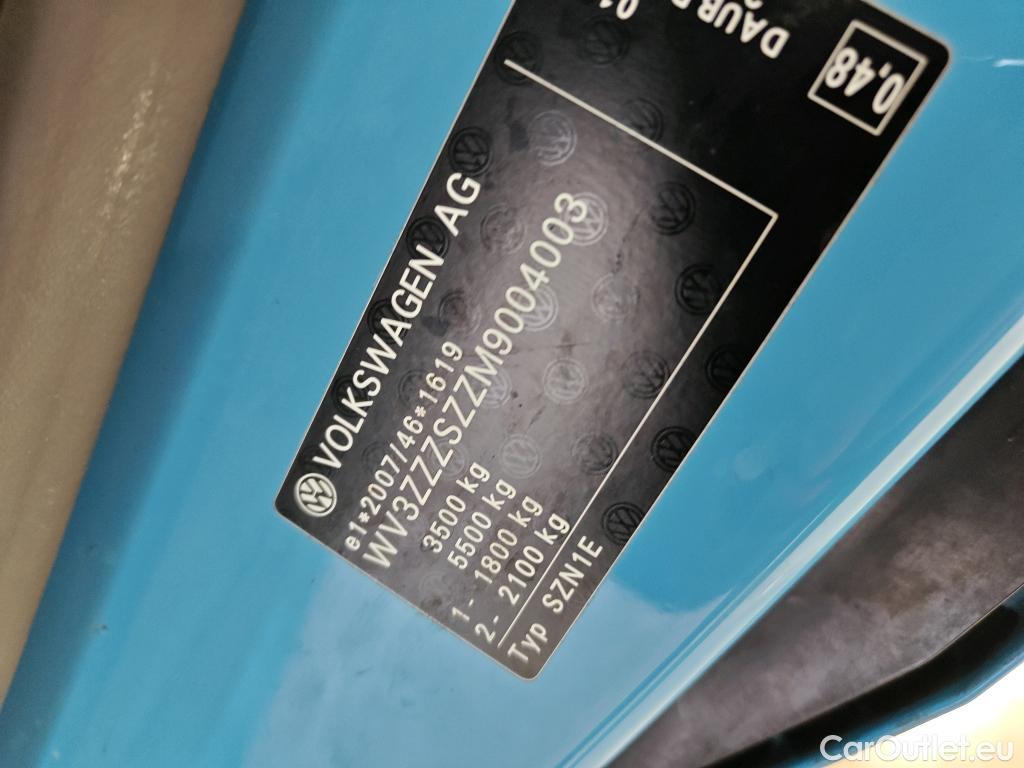 VOLKSWAGEN AG
e1*2007/46*1619
WV3ZZZSZZM9004003
3500 kg
5500 kg
1- 1800 kg
2- 2100 kg
Typ SZN1E
0,48
CarOutlet.eu